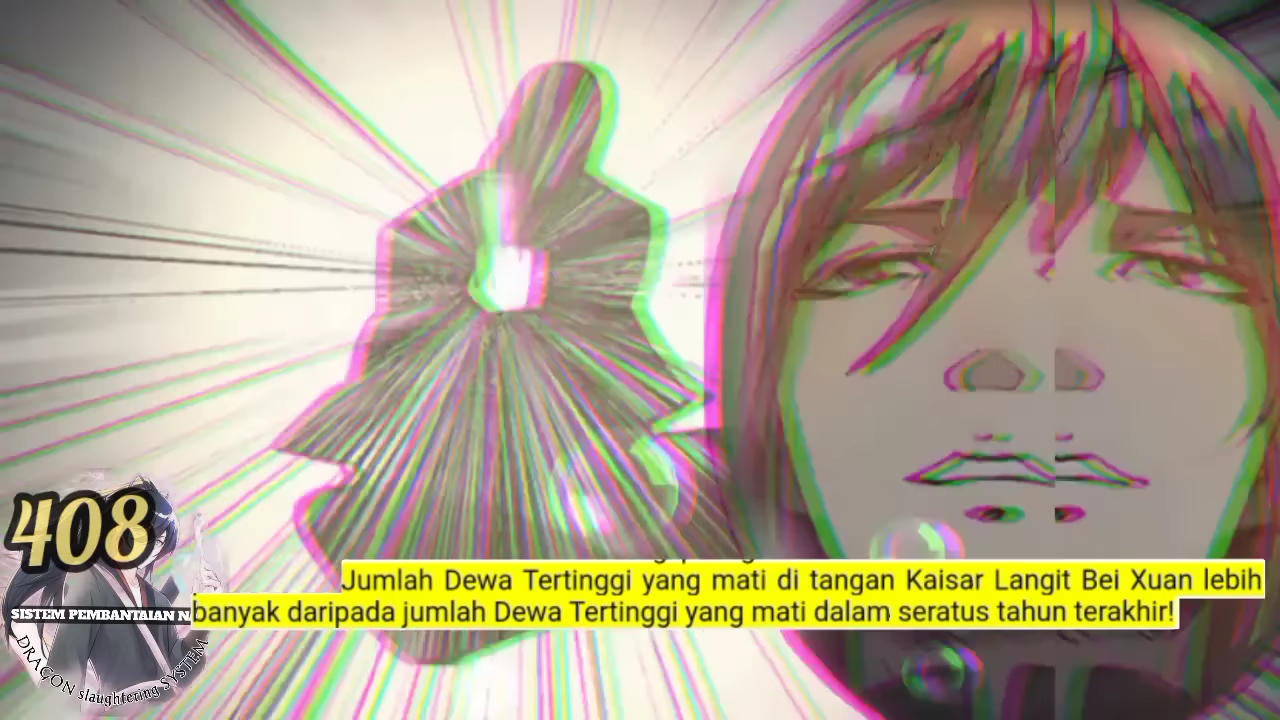 408
SISTEM PEMBANTAIAN
DRAGON slaughtering SYSTEM
Jumlah Dewa Tertinggi yang mati di tangan Kaisar Langit Bei Xuan lebih
banyak daripada jumlah Dewa Tertinggi yang mati dalam seratus tahun terakhir!